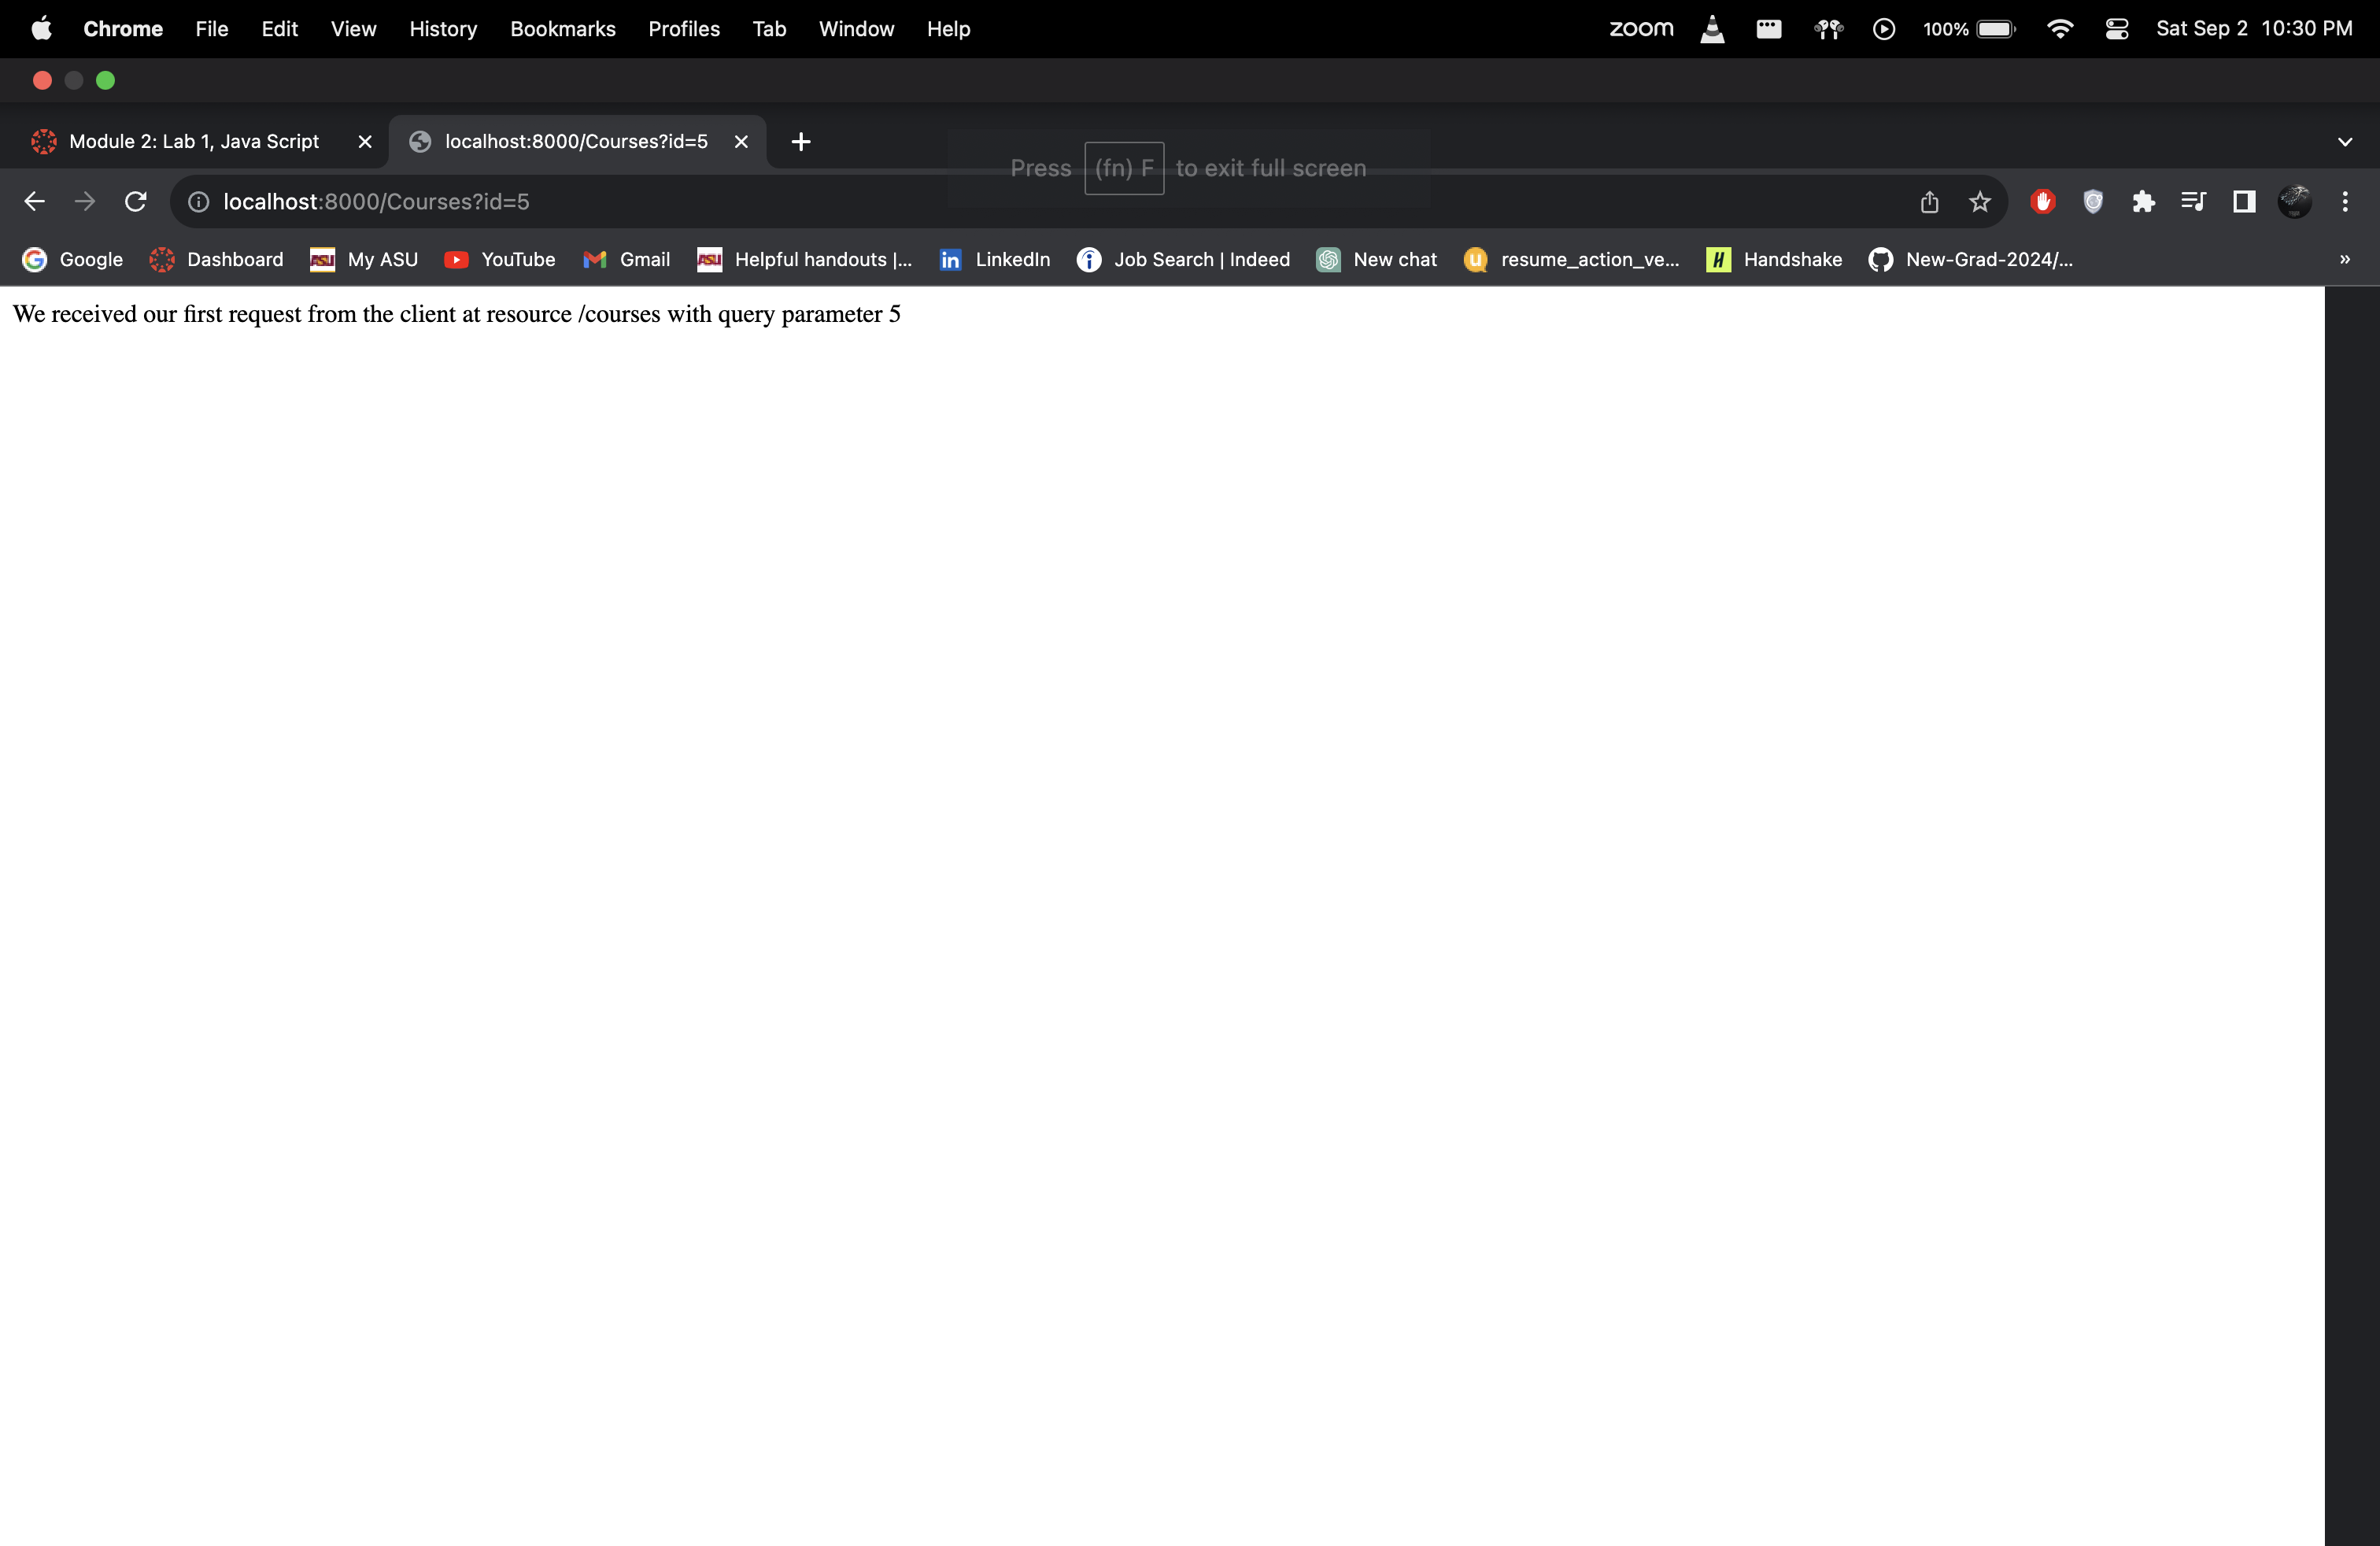 Chrome File Edit View History Bookmarks Profiles Tab Window Help zoom 100% Sat Sep 2 10:30 PM
Module 2: Lab 1, Java Script localhost:8000/Courses?id=5
Press (fn) F to exit full screen
localhost:8000/Courses?id=5
Google Dashboard ASU My ASU YouTube Gmail ASU Helpful handouts |... in LinkedIn Job Search | Indeed New chat u resume_action_ve... H Handshake New-Grad-2024/... »
We received our first request from the client at resource /courses with query parameter 5